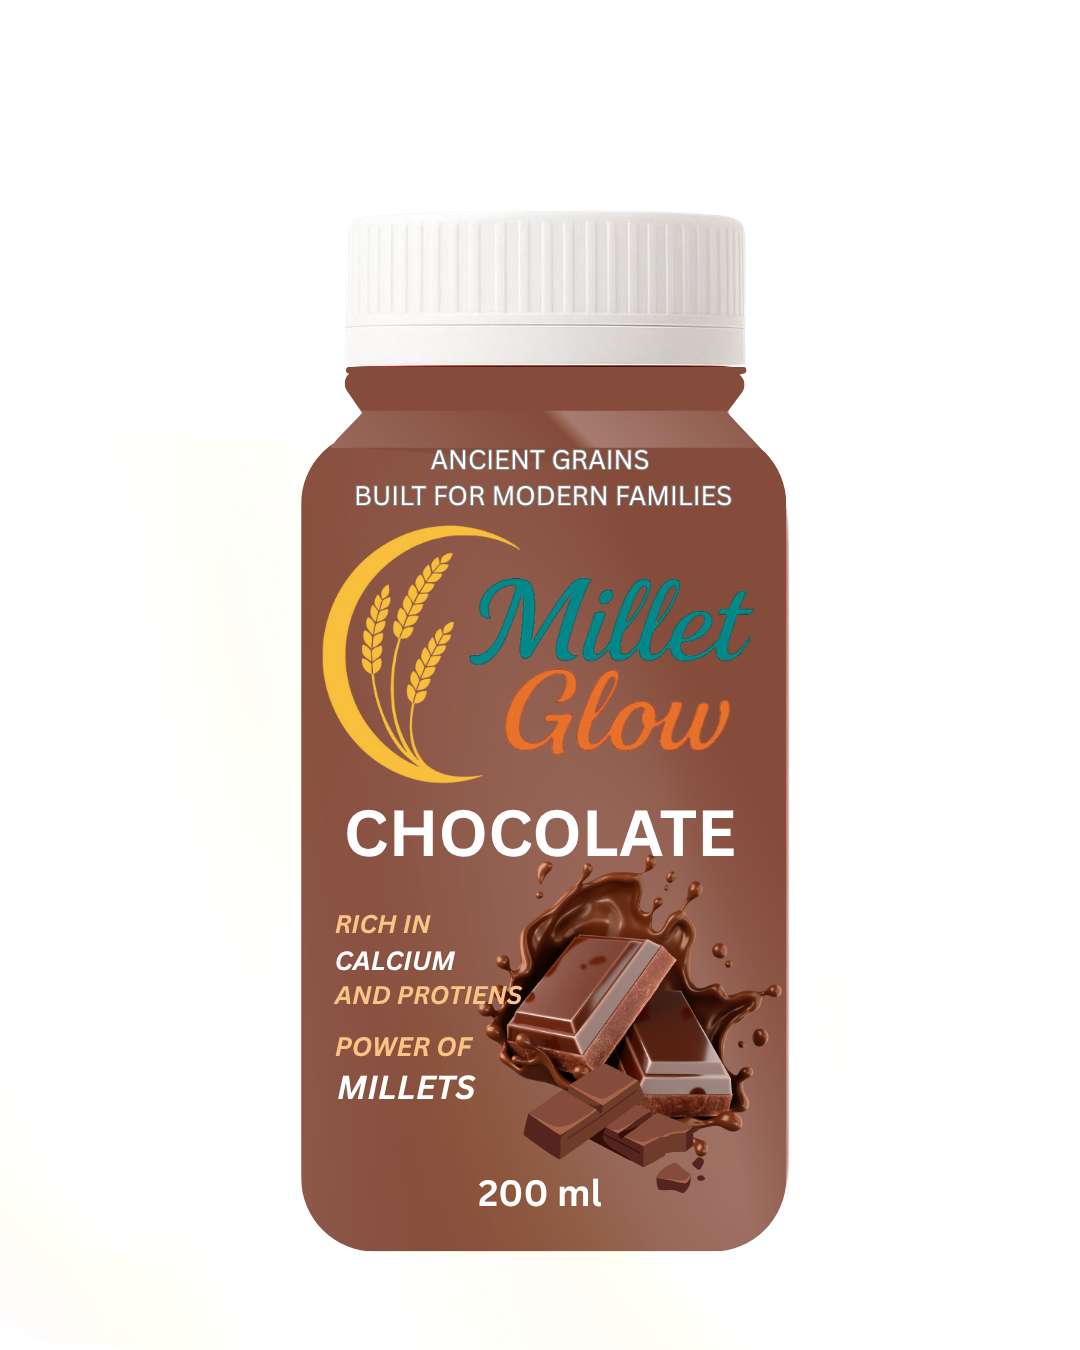 ANCIENT GRAINS
BUILT FOR MODERN FAMILIES
Millet
Glow
CHOCOLATE
RICH IN
CALCIUM
AND PROTIENS
POWER OF
MILLETS
200 ml